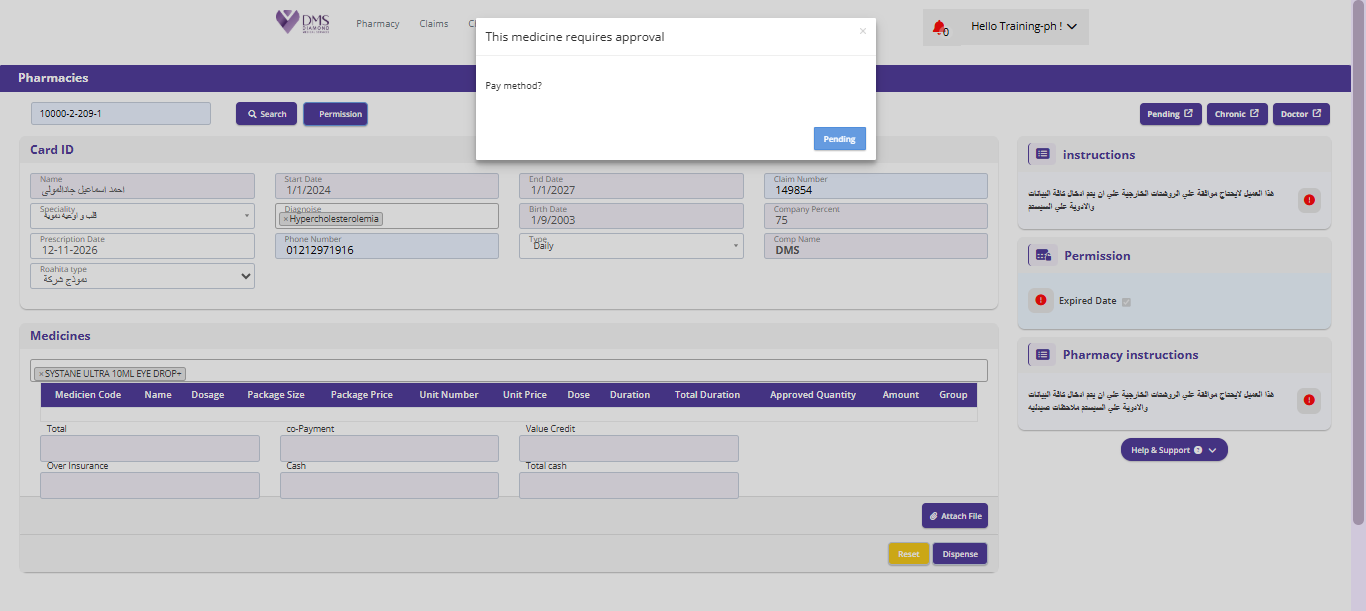 DMS
DIAMOND
Pharmacy
Claims
0
Hello Training-ph !
This medicine requires approval
×
Pay method?
Pending
Pharmacies
10000-2-209-1
Search
Permission
Pending
Chronic
Doctor
Card ID
Name
احمد اسماعيل جادالمولى
Start Date
1/1/2024
End Date
1/1/2027
Claim Number
149854
Speciality
قلب و اوعية دموية
Diagnoise
×Hypercholesterolemia
Birth Date
1/9/2003
Company Percent
75
Prescription Date
12-11-2026
Phone Number
01212971916
Type
Daily
Comp Name
DMS
Roahita type
نموذج شركة
instructions
هذا العميل لايحتاج موافقة علي الروشتات الخارجية علي ان يتم ادخال كافة البيانات
والادوية علي السيستم
Permission
Expired Date
Pharmacy instructions
هذا العميل لايحتاج موافقة علي الروشتات الخارجية علي ان يتم ادخال كافة البيانات
والادوية علي السيستم ملاحظات صيدليه
Help & Support
Medicines
×SYSTANE ULTRA 10ML EYE DROP+
Medicien Code Name Dosage Package Size Package Price Unit Number Unit Price Dose Duration Total Duration Approved Quantity Amount Group
Total
co-Payment
Value Credit
Over Insurance
Cash
Total cash
Attach File
Reset
Dispense